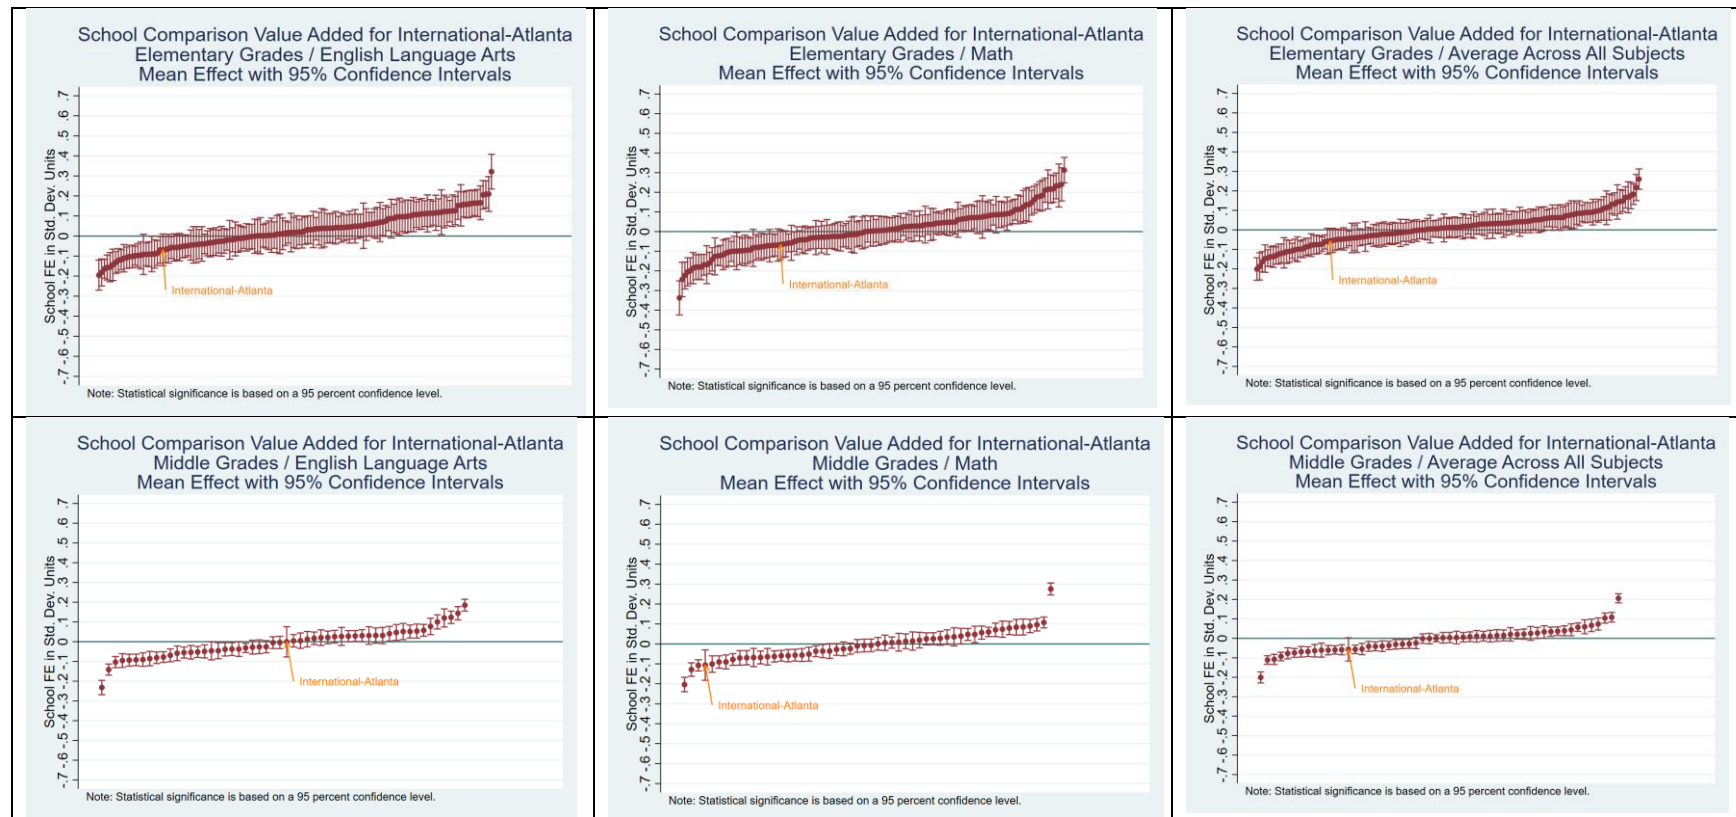 School Comparison Value Added for International-Atlanta
Elementary Grades / English Language Arts
Mean Effect with 95% Confidence Intervals
School FE in Std. Dev. Units
-.7 -.6 -.5 -.4 -.3 -.2 -.1 0 .1 .2 .3 .4 .5 .6 .7
International-Atlanta
Note: Statistical significance is based on a 95 percent confidence level.
School Comparison Value Added for International-Atlanta
Elementary Grades / Math
Mean Effect with 95% Confidence Intervals
School FE in Std. Dev. Units
-.7 -.6 -.5 -.4 -.3 -.2 -.1 0 .1 .2 .3 .4 .5 .6 .7
International-Atlanta
Note: Statistical significance is based on a 95 percent confidence level.
School Comparison Value Added for International-Atlanta
Elementary Grades / Average Across All Subjects
Mean Effect with 95% Confidence Intervals
School FE in Std. Dev. Units
-.7 -.6 -.5 -.4 -.3 -.2 -.1 0 .1 .2 .3 .4 .5 .6 .7
International-Atlanta
Note: Statistical significance is based on a 95 percent confidence level.
School Comparison Value Added for International-Atlanta
Middle Grades / English Language Arts
Mean Effect with 95% Confidence Intervals
School FE in Std. Dev. Units
-.7 -.6 -.5 -.4 -.3 -.2 -.1 0 .1 .2 .3 .4 .5 .6 .7
International-Atlanta
Note: Statistical significance is based on a 95 percent confidence level.
School Comparison Value Added for International-Atlanta
Middle Grades / Math
Mean Effect with 95% Confidence Intervals
School FE in Std. Dev. Units
-.7 -.6 -.5 -.4 -.3 -.2 -.1 0 .1 .2 .3 .4 .5 .6 .7
International-Atlanta
Note: Statistical significance is based on a 95 percent confidence level.
School Comparison Value Added for International-Atlanta
Middle Grades / Average Across All Subjects
Mean Effect with 95% Confidence Intervals
School FE in Std. Dev. Units
-.7 -.6 -.5 -.4 -.3 -.2 -.1 0 .1 .2 .3 .4 .5 .6 .7
International-Atlanta
Note: Statistical significance is based on a 95 percent confidence level.